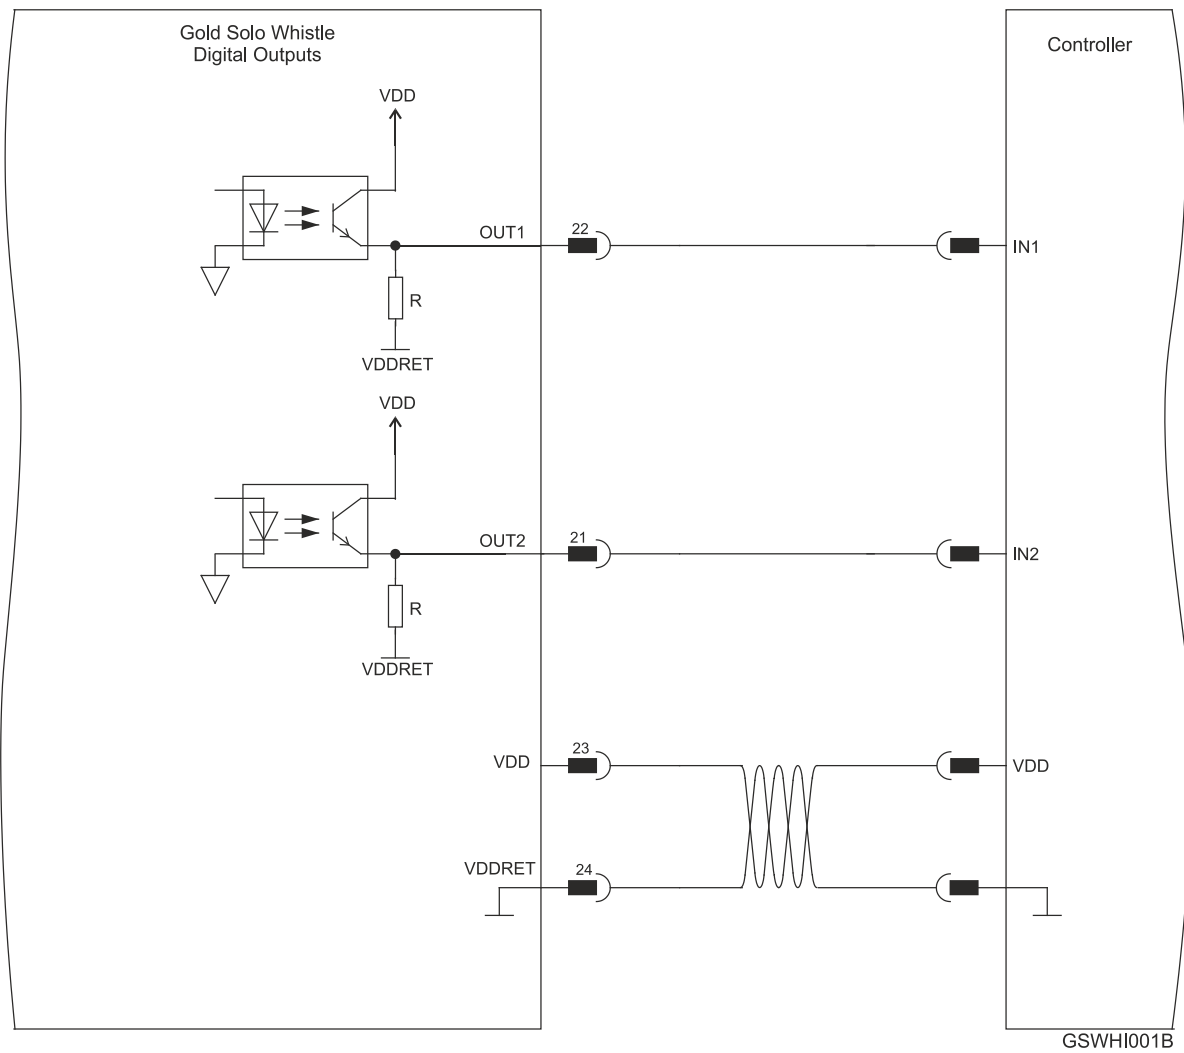 Gold Solo Whistle
Digital Outputs
Controller
VDD
OUT1
22
IN1
R
VDDRET
VDD
OUT2
21
IN2
R
VDDRET
VDD
23
VDD
VDDRET
24
GSWHI001B